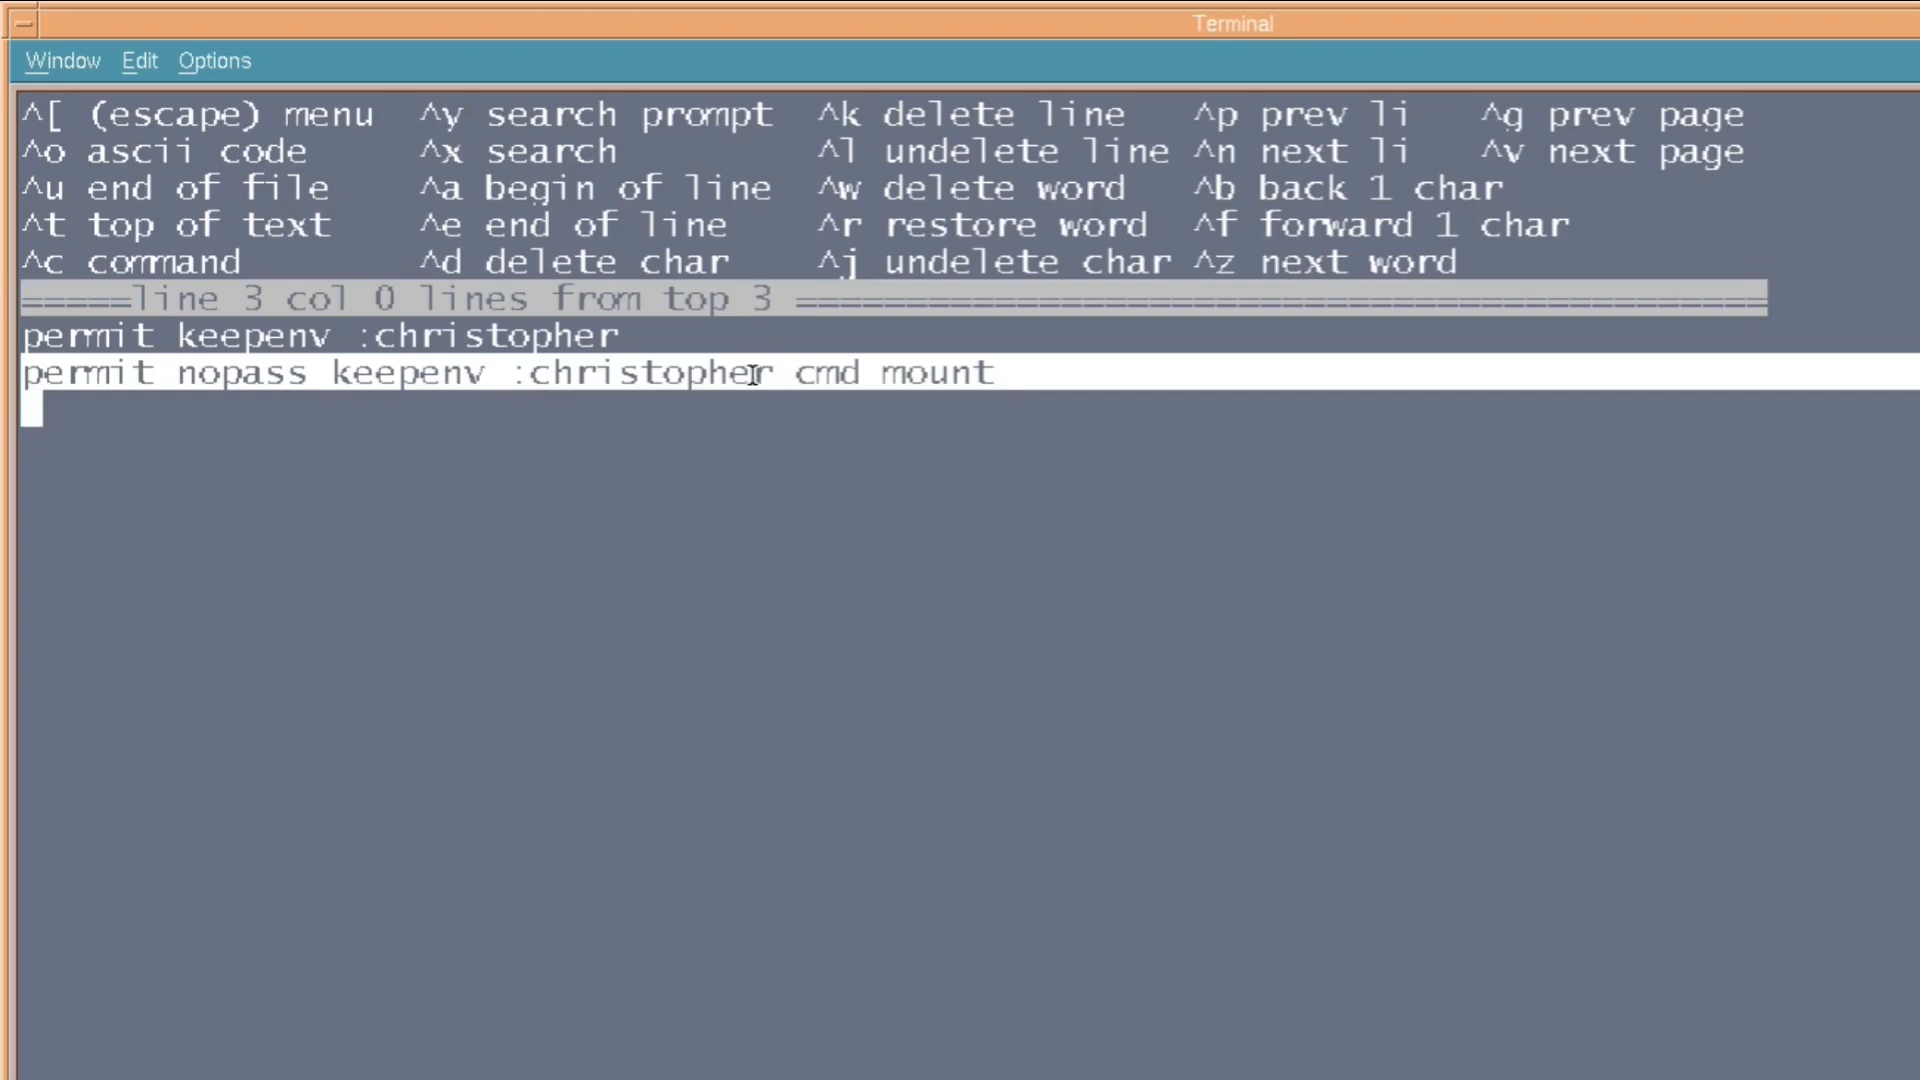 Terminal
Window Edit Options
^[ (escape) menu ^y search prompt ^k delete line ^p prev li ^g prev page
^o ascii code ^x search ^l undelete line ^n next li ^v next page
^u end of file ^a begin of line ^w delete word ^b back 1 char
^t top of text ^e end of line ^r restore word ^f forward 1 char
^c command ^d delete char ^j undelete char ^z next word
=====line 3 col 0 lines from top 3 ============================================
permit keepenv :christopher
permit nopass keepenv :christopher cmd mount